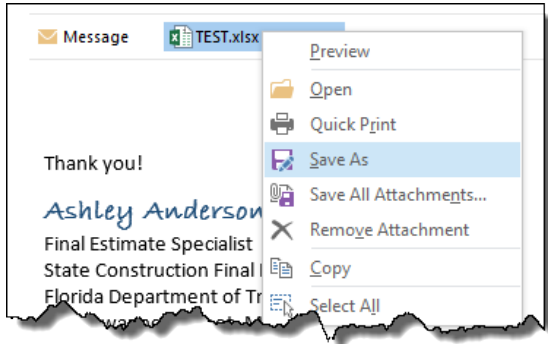 Message TEST.xlsx
Preview
Open
Quick Print
Save As
Save All Attachments...
Remove Attachment
Copy
Select All
Thank you!
Ashley Anderson
Final Estimate Specialist
State Construction Final
Florida Department of